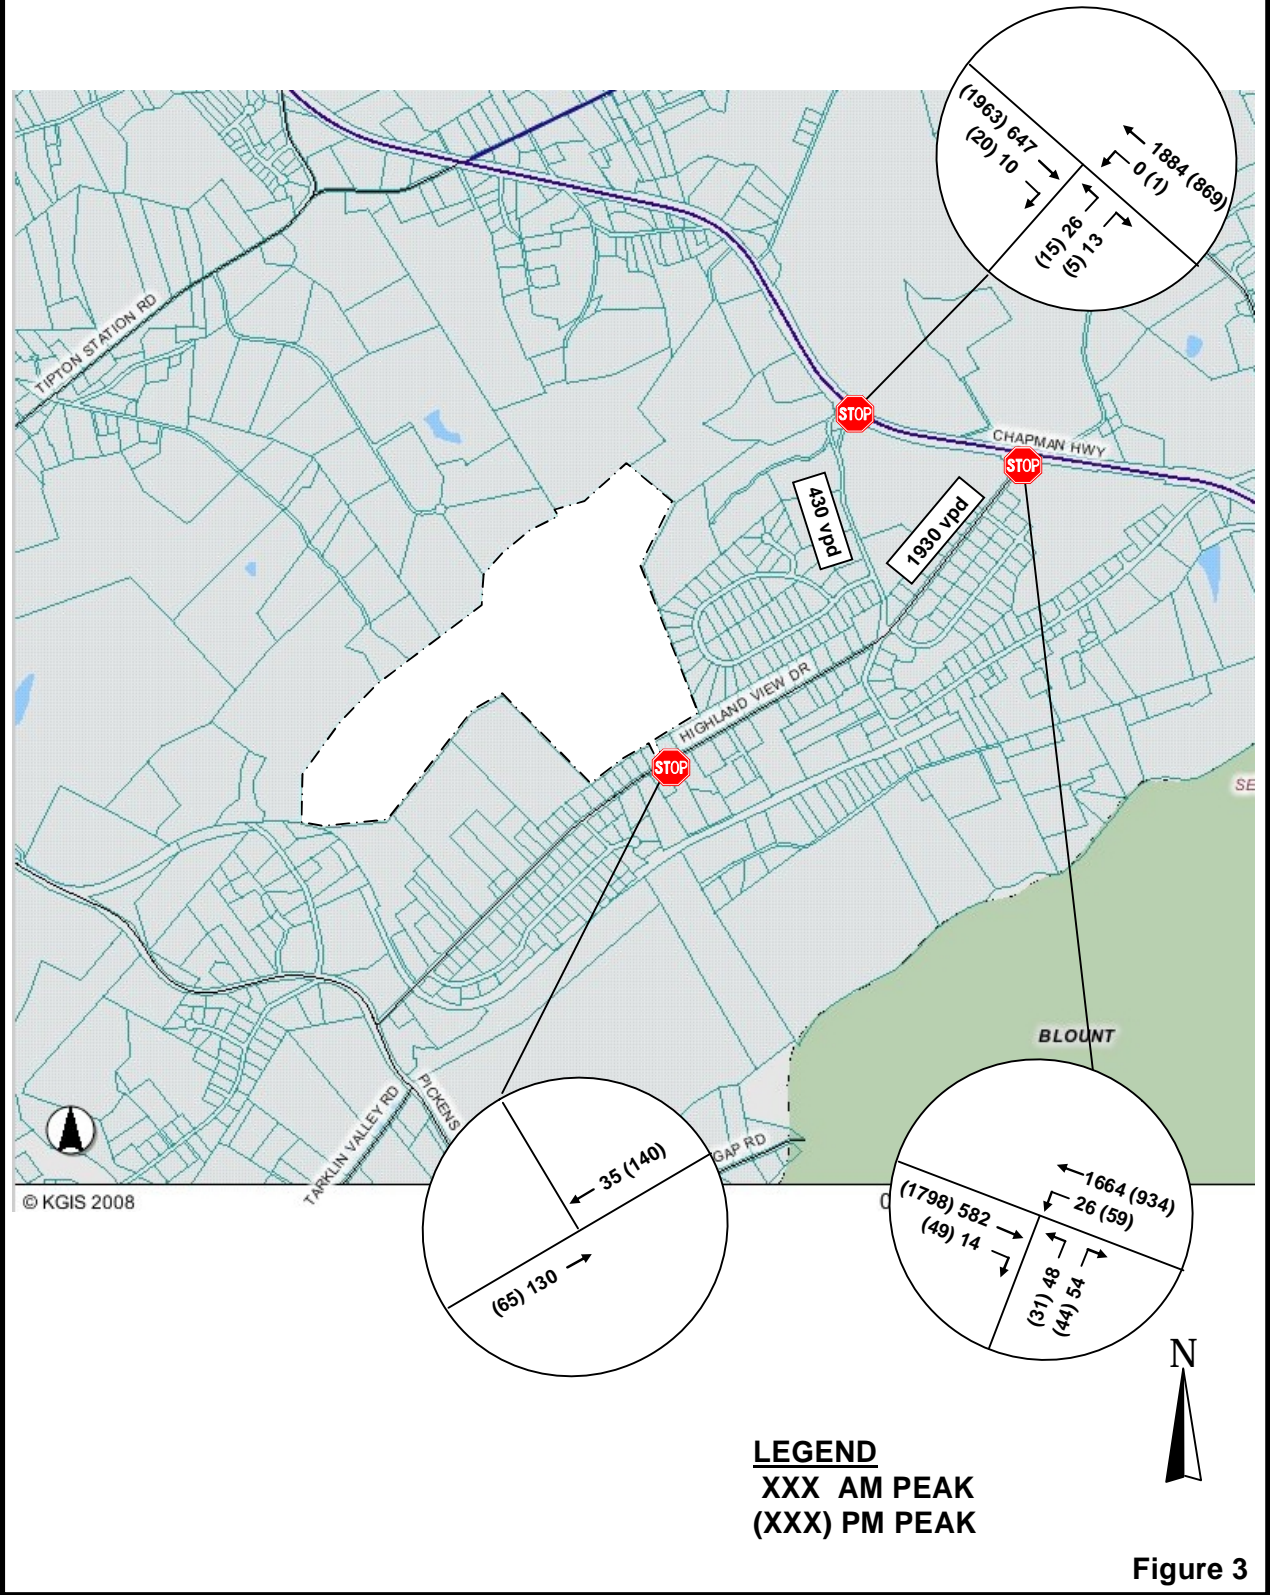 (1963) 647
(20) 10
1884 (869)
0 (1)
(15) 26
(5) 13
TIPTON STATION RD
STOP
CHAPMAN HWY
STOP
430 vpd
1930 vpd
HIGHLAND VIEW DR
STOP
SE
BLOUNT
TARKLIN VALLEY RD
PICKENS
GAP RD
© KGIS 2008
0
35 (140)
(65) 130
1664 (934)
26 (59)
(1798) 582
(49) 14
(31) 48
(44) 54
N
LEGEND
XXX AM PEAK
(XXX) PM PEAK
Figure 3